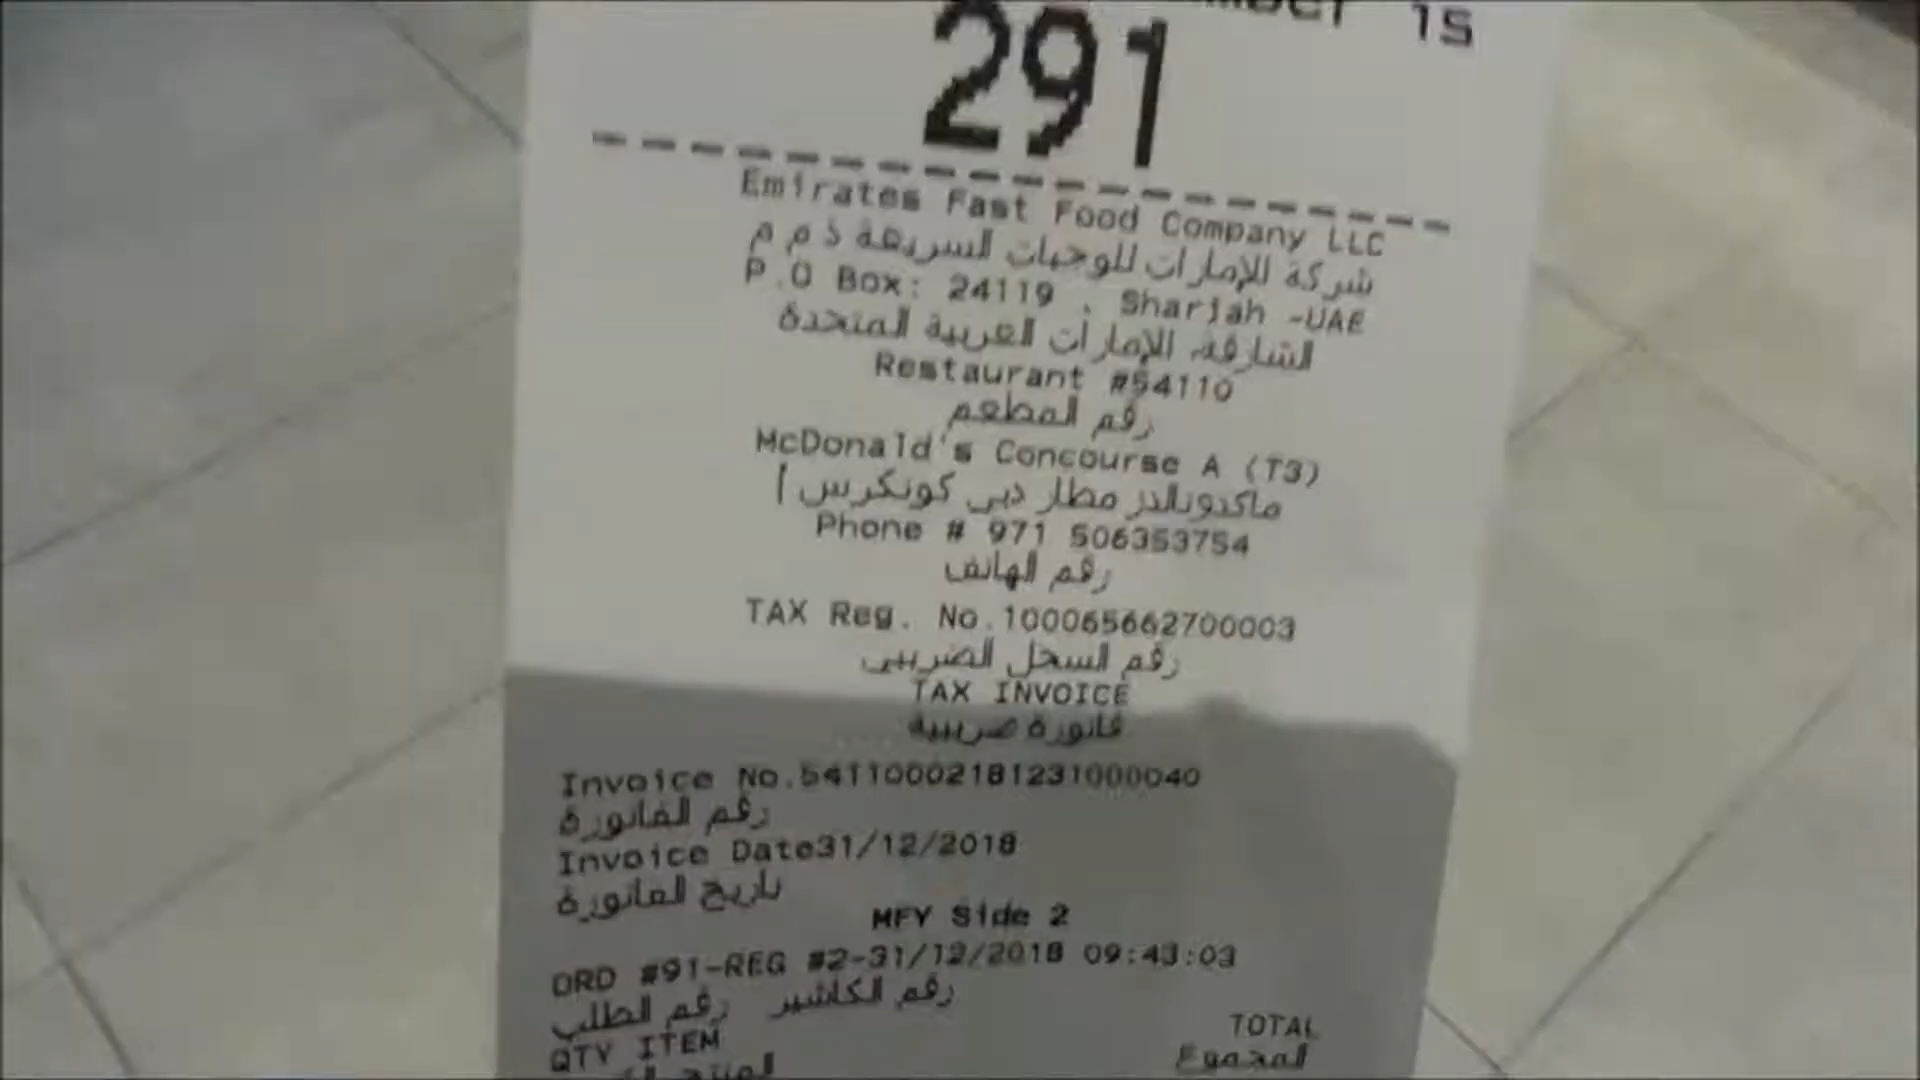 15
291
Emirates Fast Food Company LLC
شركة للإمارات للوجبات السريعة ذ م م
P.O Box: 24119 , Sharjah -UAE
الشارقة، الإمارات العربية المتحدة
Restaurant #54110
رقم المطعم
McDonald's Concourse A (T3)
ماكدونالدز مطار دبي كونكرس أ
Phone # 971 506353754
رقم الهاتف
TAX Reg. No.100065662700003
رقم السجل الضريبي
TAX INVOICE
فاتورة ضريبية
Invoice No.54110002181231000040
رقم الفاتورة
Invoice Date31/12/2018
تاريخ الفاتورة
MFY Side 2
ORD #91-REG #2-31/12/2018 09:43:03
رقم الطلب رقم الكاشير
QTY ITEM TOTAL
المجموع